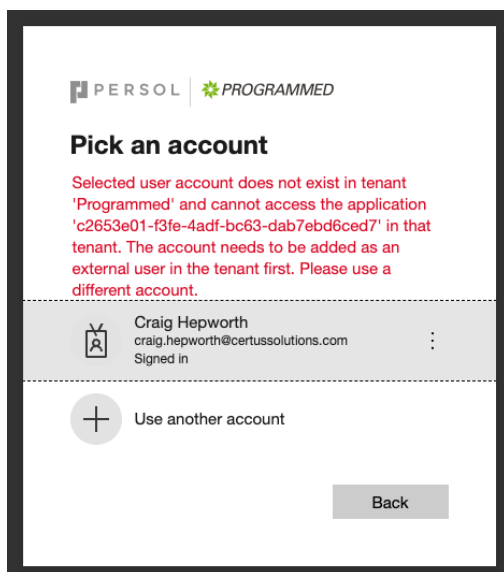 PERSOL PROGRAMMED
Pick an account
Selected user account does not exist in tenant
'Programmed' and cannot access the application
'c2653e01-f3fe-4adf-bc63-dab7ebd6ced7' in that
tenant. The account needs to be added as an
external user in the tenant first. Please use a
different account.
Craig Hepworth
craig.hepworth@certussolutions.com
Signed in
Use another account
Back